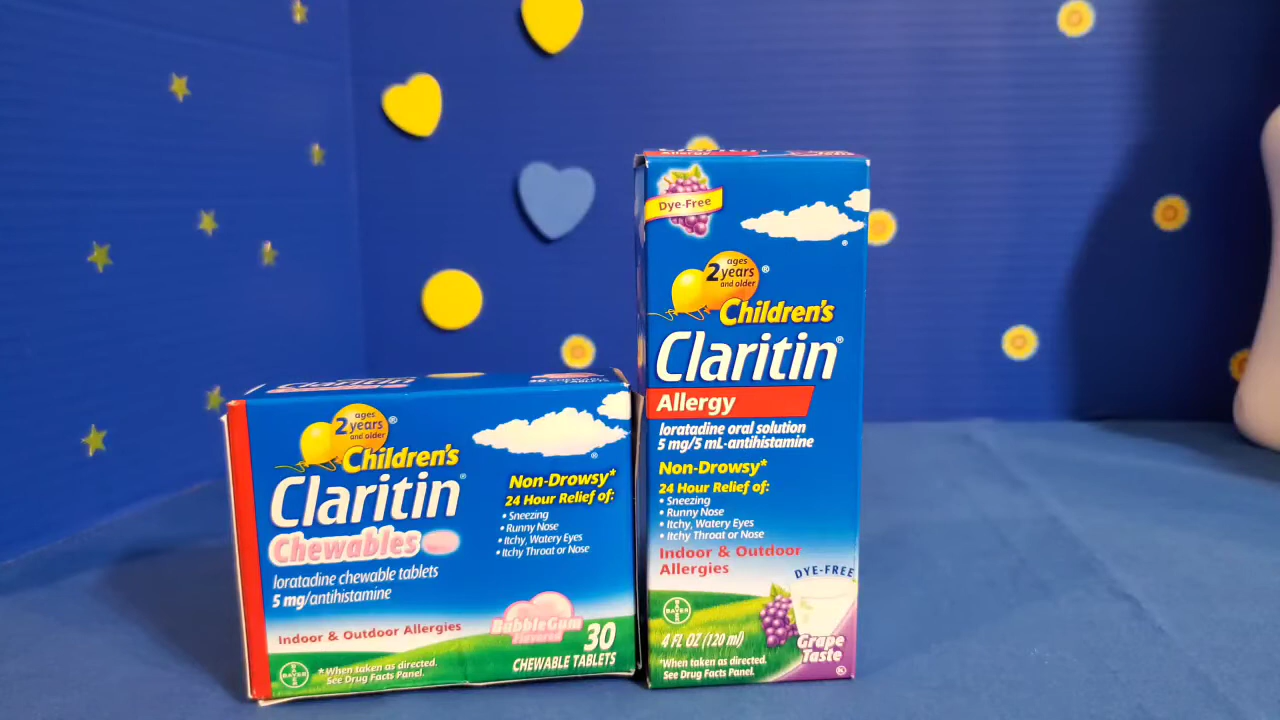 Claritin
ages
2 years
and older
®
Children's
Claritin®
Chewables
loratadine chewable tablets
5 mg/antihistamine
Indoor & Outdoor Allergies
BAYER
*When taken as directed.
See Drug Facts Panel.
®
Non-Drowsy*
24 Hour Relief of:
• Sneezing
• Runny Nose
• Itchy, Watery Eyes
• Itchy Throat or Nose
BubbleGum
Flavored
30
CHEWABLE TABLETS
Allergy
Dye-Free
®
ages
2 years
and older
®
Children's
Claritin®
Allergy
loratadine oral solution
5 mg/5 mL-antihistamine
Non-Drowsy*
24 Hour Relief of:
• Sneezing
• Runny Nose
• Itchy, Watery Eyes
• Itchy Throat or Nose
Indoor & Outdoor
Allergies
DYE-FREE
BAYER
4 FL OZ (120 ml)
Grape
Taste
*When taken as directed.
See Drug Facts Panel.